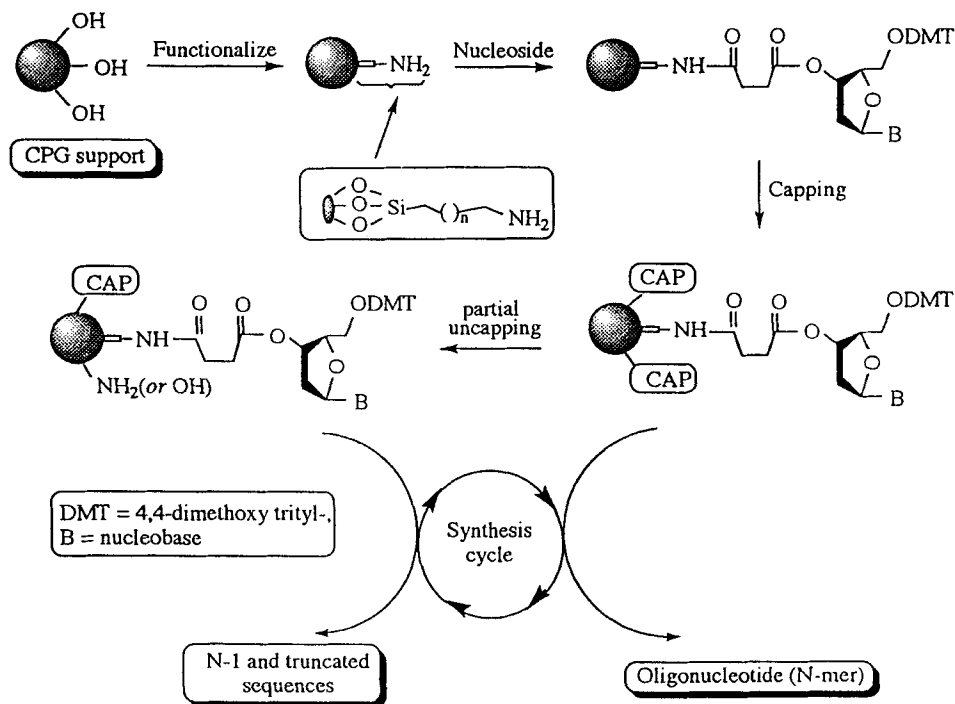 OH
OH
OH
CPG support
Functionalize
NH2
Nucleoside
NH
O
O
O
ODMT
O
B
O
O
O
Si
( )n
NH2
Capping
CAP
NH
O
O
O
ODMT
O
B
NH2(or OH)
partial
uncapping
CAP
CAP
NH
O
O
O
ODMT
O
B
DMT = 4,4-dimethoxy trityl-,
B = nucleobase
Synthesis
cycle
N-1 and truncated
sequences
Oligonucleotide (N-mer)